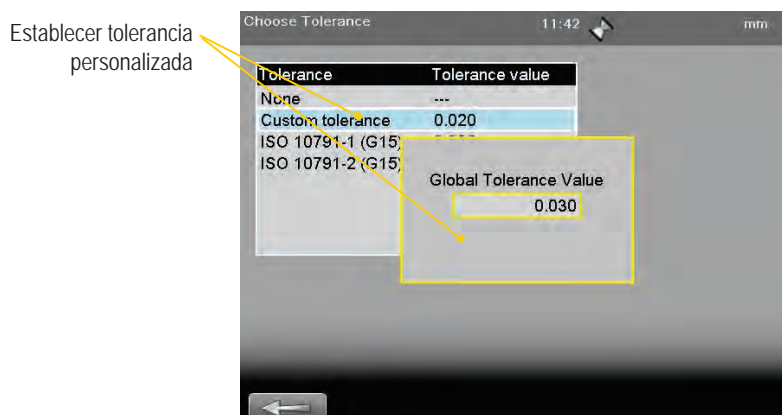 Establecer tolerancia
personalizada
Choose Tolerance 11:42 mm
Tolerance Tolerance value
None ---
Custom tolerance 0.020
ISO 10791-1 (G15)
ISO 10791-2 (G15)
Global Tolerance Value
0.030